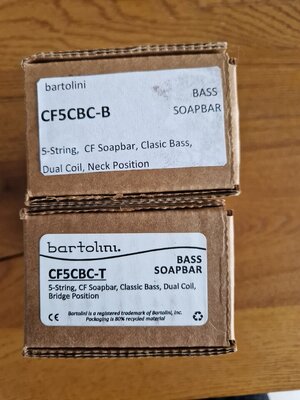 bartolini
BASS
CF5CBC-B
SOAPBAR
5-String, CF Soapbar, Clasic Bass,
Dual Coil, Neck Position
bartolini.
BASS
CF5CBC-T
SOAPBAR
5-String, CF Soapbar, Classic Bass, Dual Coil,
Bridge Position
Bartolini is a registered trademark of Bartolini, Inc.
Packaging is 80% recycled material
CE